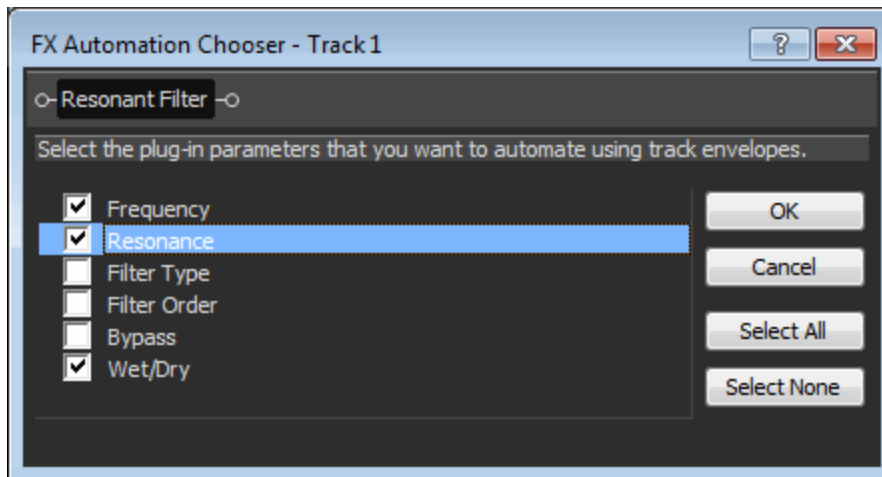 FX Automation Chooser - Track 1
?
Resonant Filter
Select the plug-in parameters that you want to automate using track envelopes.
Frequency
Resonance
Filter Type
Filter Order
Bypass
Wet/Dry
OK
Cancel
Select All
Select None